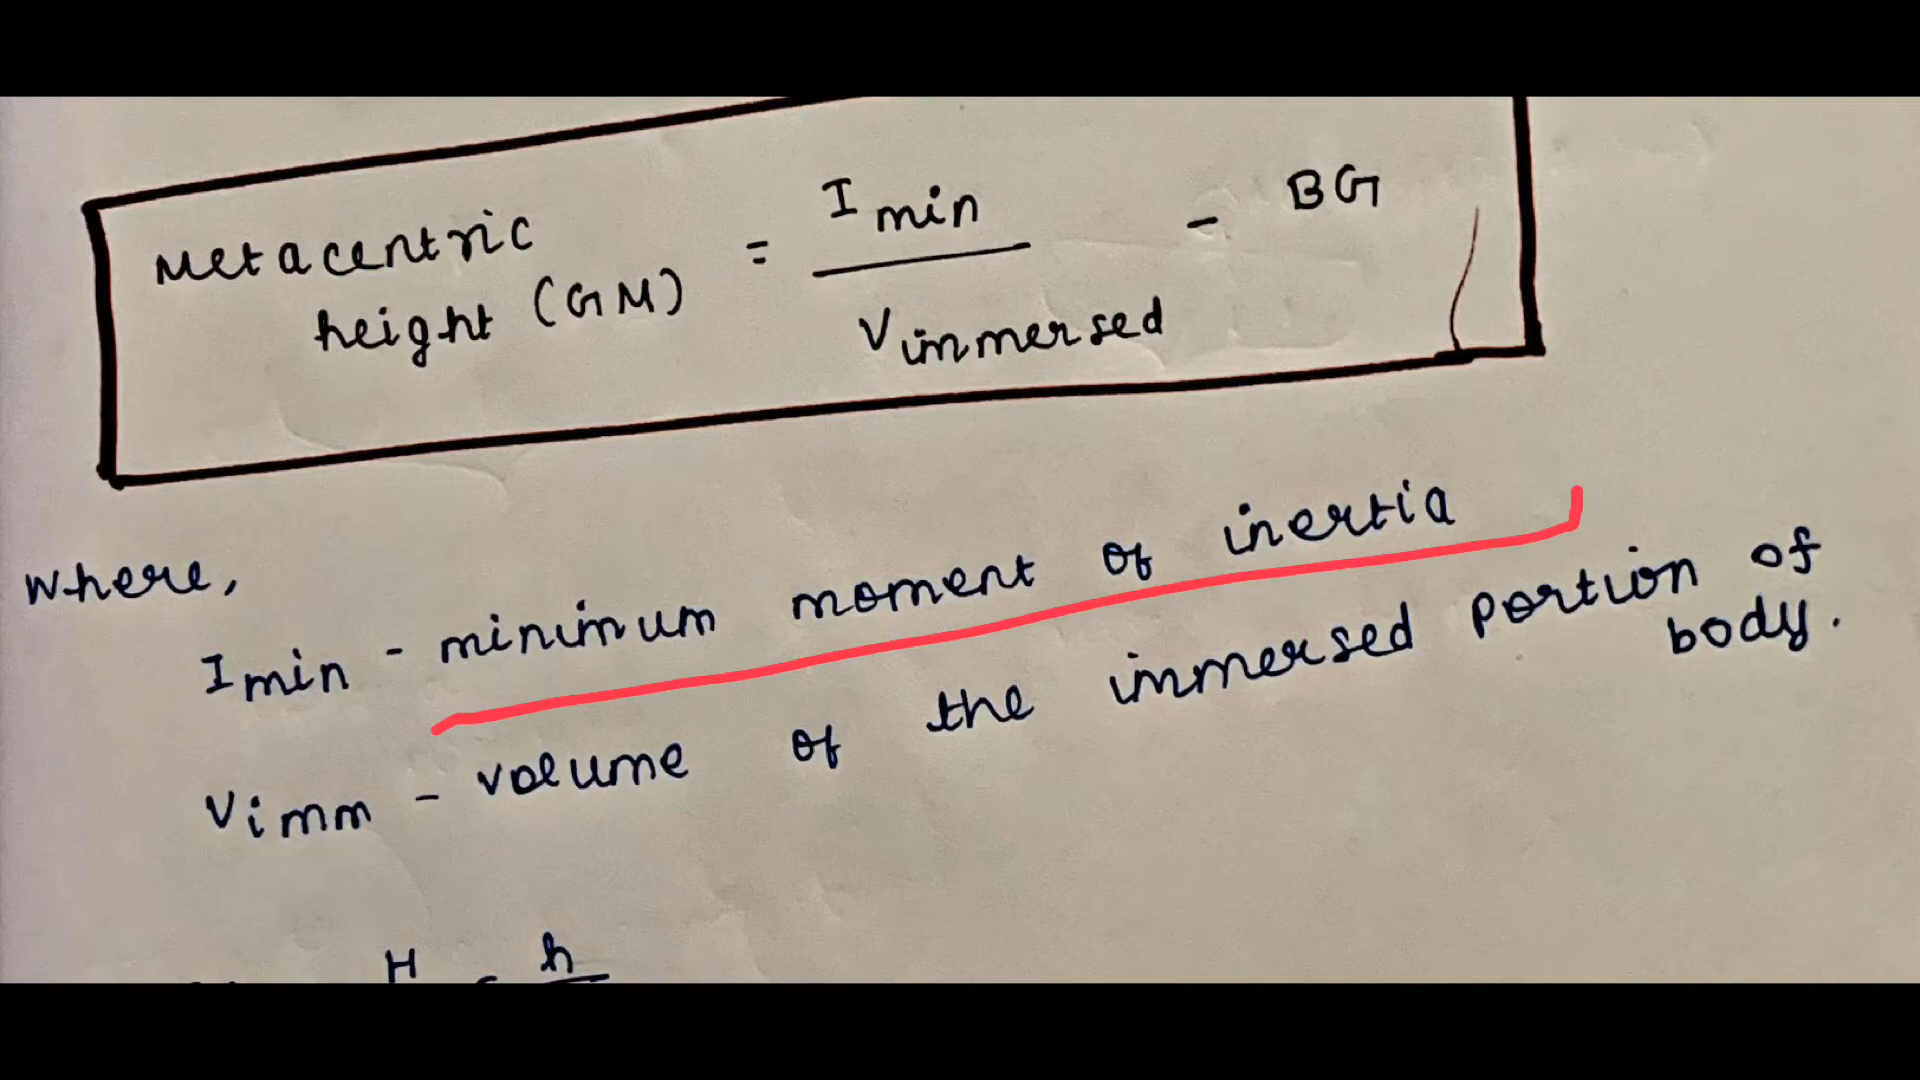 Metacentric height (GM) = I min / V immersed - BG
where,
I min - minimum moment of inertia
V imm - volume of the immersed portion of body.
H h